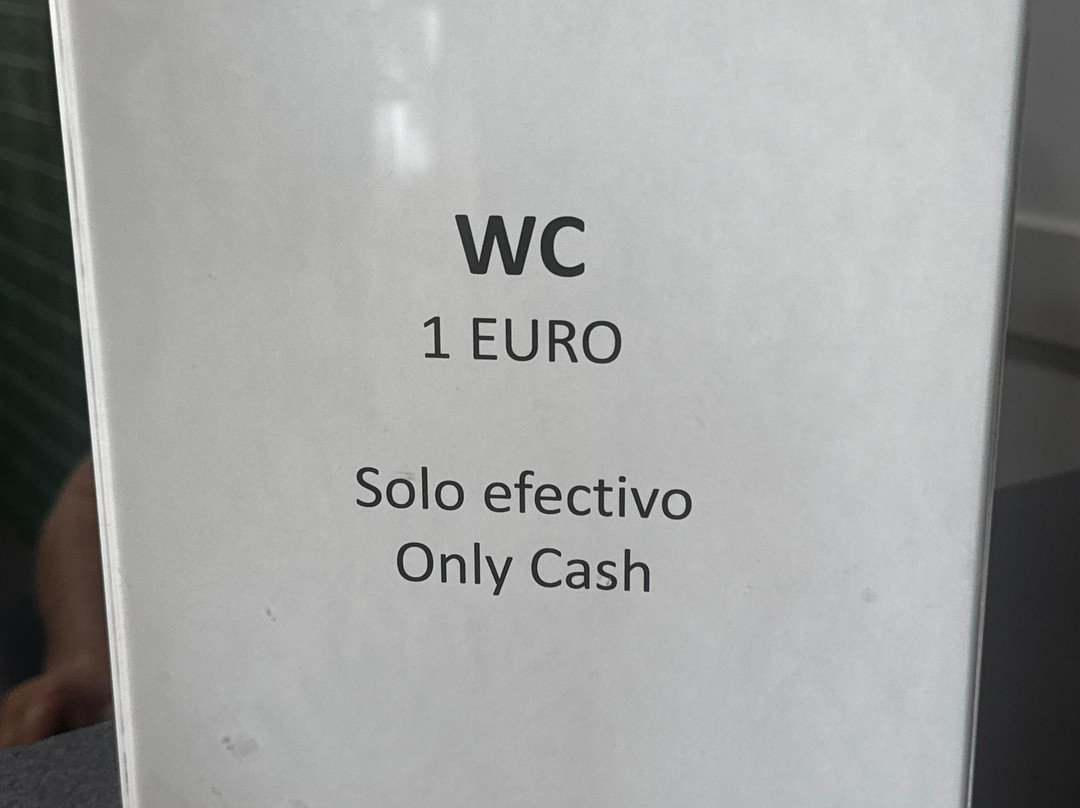 WC
1 EURO
Solo efectivo
Only Cash